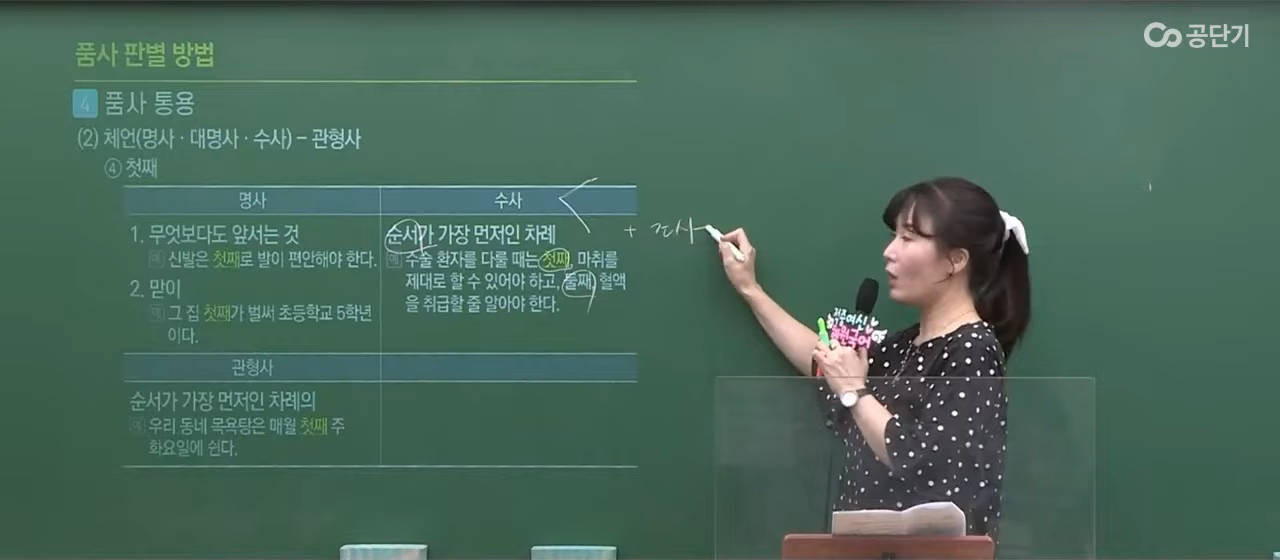 공단기
품사 판별 방법
4 품사 통용
(2) 체언(명사 · 대명사 · 수사) – 관형사
④ 첫째
명사
수사
1. 무엇보다도 앞서는 것
예 신발은 첫째로 발이 편안해야 한다.
2. 맏이
예 그 집 첫째가 벌써 초등학교 5학년
이다.
순서가 가장 먼저인 차례
예 수술 환자를 다룰 때는 첫째, 마취를
제대로 할 수 있어야 하고, 둘째, 혈액
을 취급할 줄 알아야 한다.
+ 조사
관형사
순서가 가장 먼저인 차례의
예 우리 동네 목욕탕은 매월 첫째 주
화요일에 쉰다.
여신
국어